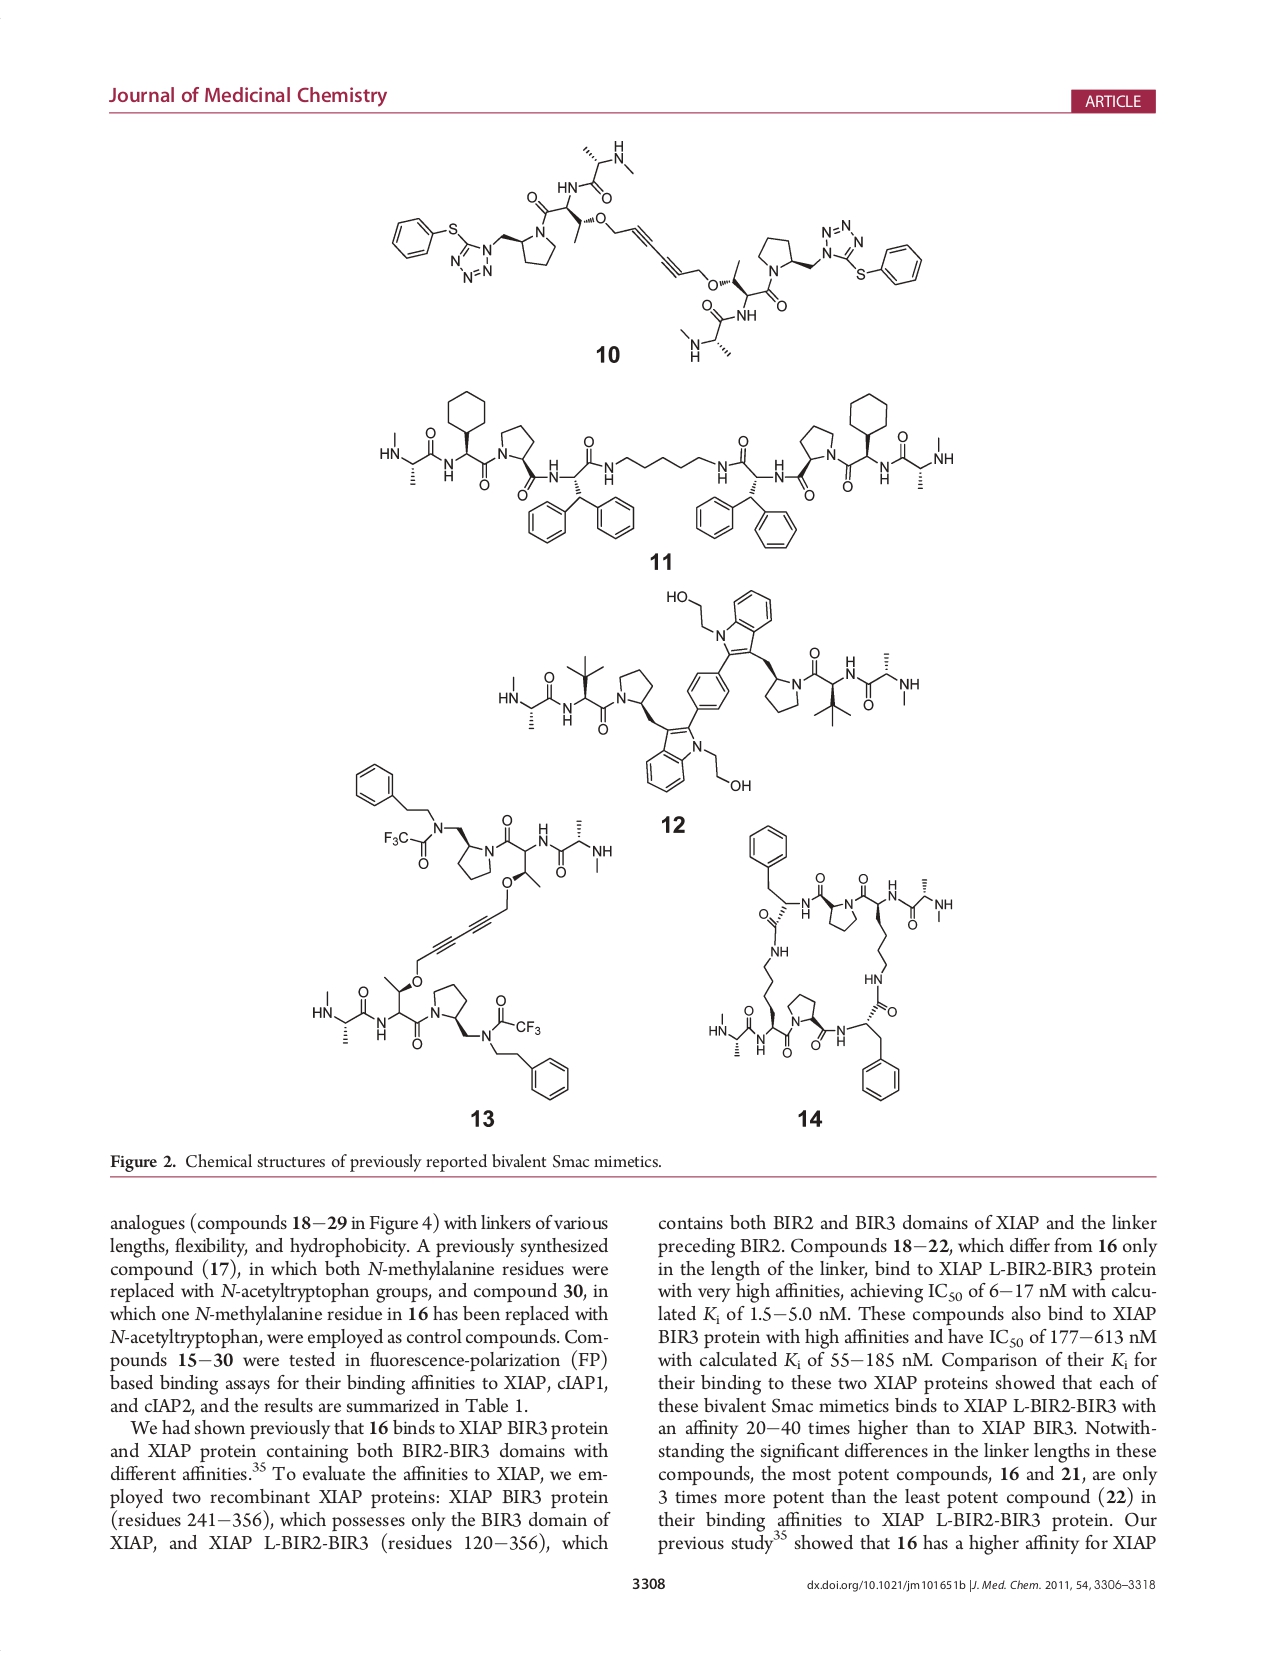 Journal of Medicinal Chemistry
ARTICLE
10
11
12
13
14
Figure 2. Chemical structures of previously reported bivalent Smac mimetics.
analogues (compounds 18−29 in Figure 4) with linkers of various
lengths, flexibility, and hydrophobicity. A previously synthesized
compound (17), in which both N-methylalanine residues were
replaced with N-acetyltryptophan groups, and compound 30, in
which one N-methylalanine residue in 16 has been replaced with
N-acetyltryptophan, were employed as control compounds. Com-
pounds 15−30 were tested in fluorescence-polarization (FP)
based binding assays for their binding affinities to XIAP, cIAP1,
and cIAP2, and the results are summarized in Table 1.
We had shown previously that 16 binds to XIAP BIR3 protein
and XIAP protein containing both BIR2-BIR3 domains with
different affinities.35 To evaluate the affinities to XIAP, we em-
ployed two recombinant XIAP proteins: XIAP BIR3 protein
(residues 241−356), which possesses only the BIR3 domain of
XIAP, and XIAP L-BIR2-BIR3 (residues 120−356), which
contains both BIR2 and BIR3 domains of XIAP and the linker
preceding BIR2. Compounds 18−22, which differ from 16 only
in the length of the linker, bind to XIAP L-BIR2-BIR3 protein
with very high affinities, achieving IC50 of 6−17 nM with calcu-
lated Ki of 1.5−5.0 nM. These compounds also bind to XIAP
BIR3 protein with high affinities and have IC50 of 177−613 nM
with calculated Ki of 55−185 nM. Comparison of their Ki for
their binding to these two XIAP proteins showed that each of
these bivalent Smac mimetics binds to XIAP L-BIR2-BIR3 with
an affinity 20−40 times higher than to XIAP BIR3. Notwith-
standing the significant differences in the linker lengths in these
compounds, the most potent compounds, 16 and 21, are only
3 times more potent than the least potent compound (22) in
their binding affinities to XIAP L-BIR2-BIR3 protein. Our
previous study35 showed that 16 has a higher affinity for XIAP
3308
dx.doi.org/10.1021/jm101651b |J. Med. Chem. 2011, 54, 3306–3318